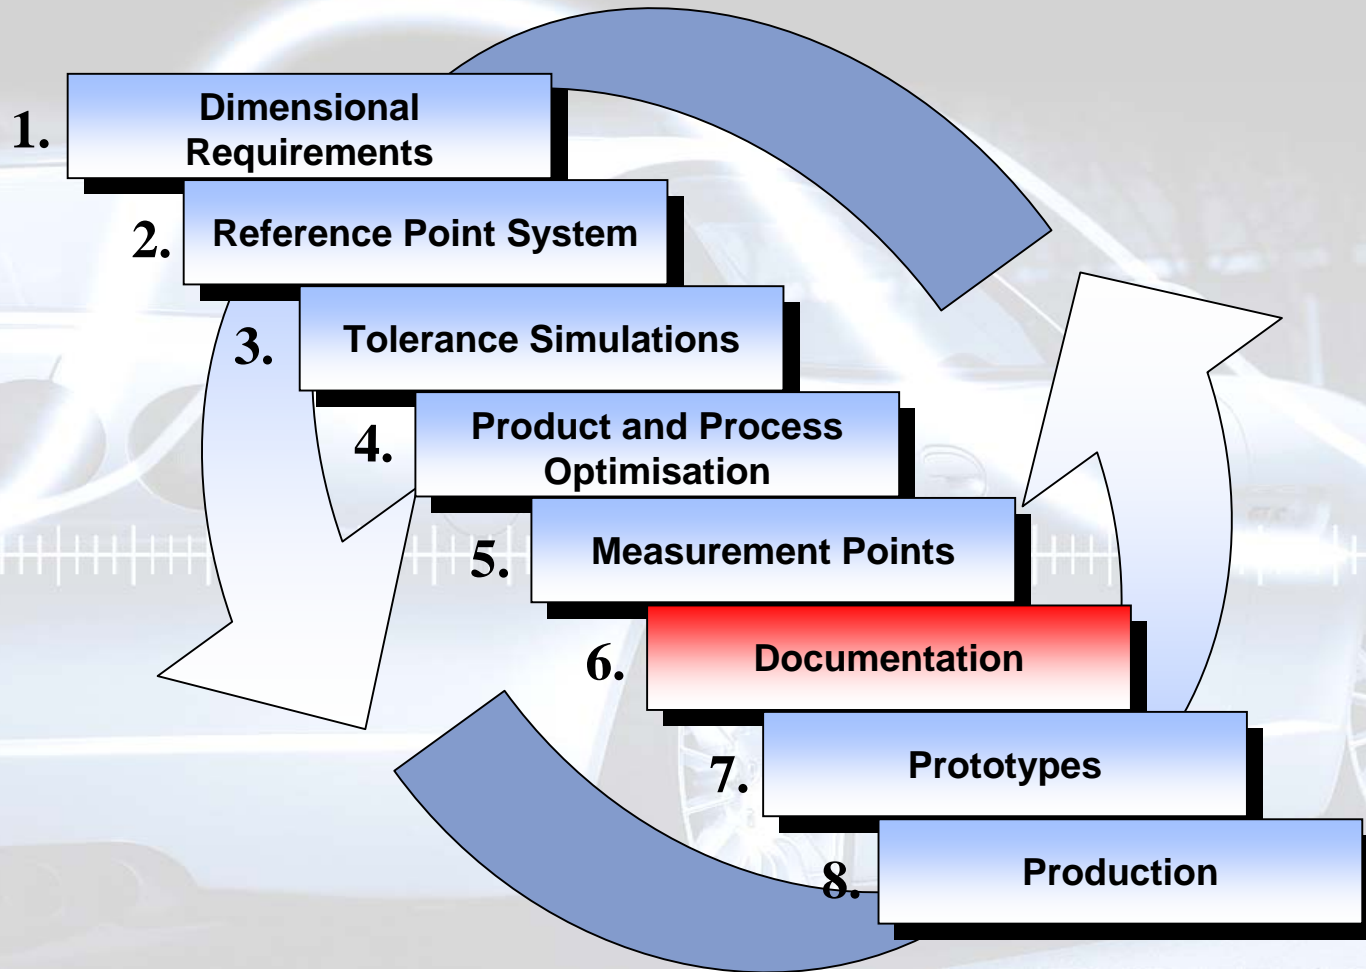 1.
Dimensional
Requirements
2.
Reference Point System
3.
Tolerance Simulations
4.
Product and Process
Optimisation
5.
Measurement Points
6.
Documentation
7.
Prototypes
8.
Production